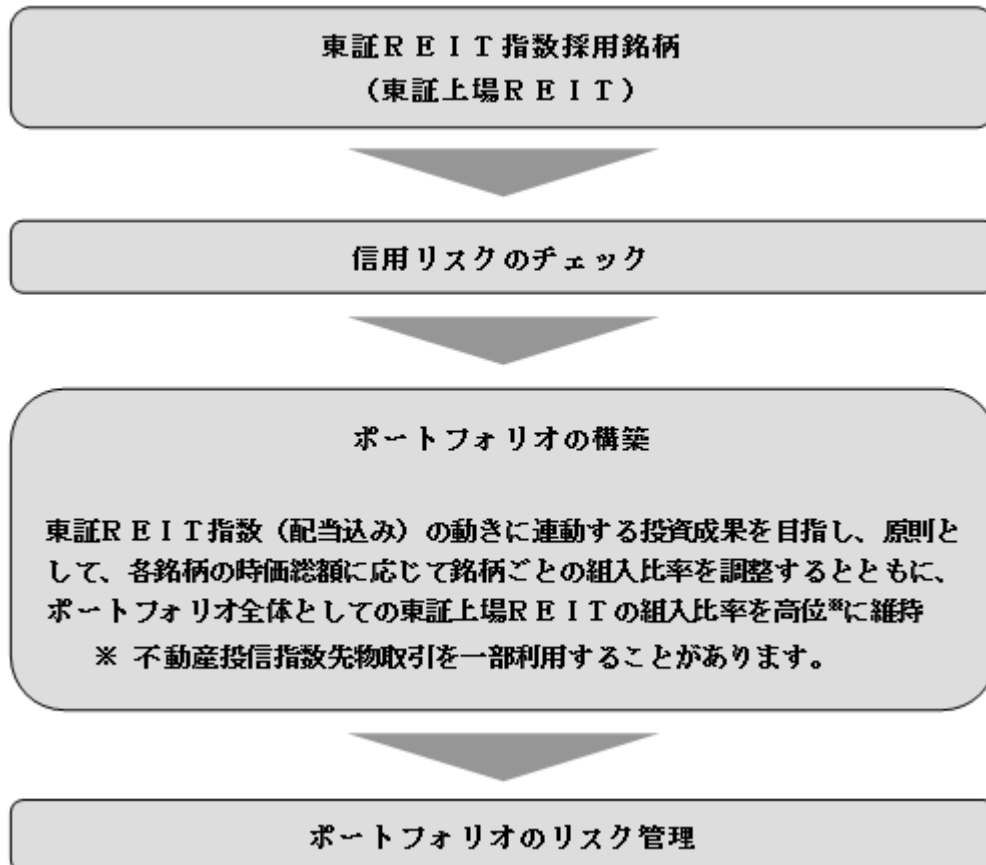 東証ＲＥＩＴ指数採用銘柄
（東証上場ＲＥＩＴ）
信用リスクのチェック
ポートフォリオの構築
東証ＲＥＩＴ指数（配当込み）の動きに連動する投資成果を目指し、原則と
して、各銘柄の時価総額に応じて銘柄ごとの組入比率を調整するとともに、
ポートフォリオ全体としての東証上場ＲＥＩＴの組入比率を高位※に維持
※ 不動産投信指数先物取引を一部利用することがあります。
ポートフォリオのリスク管理